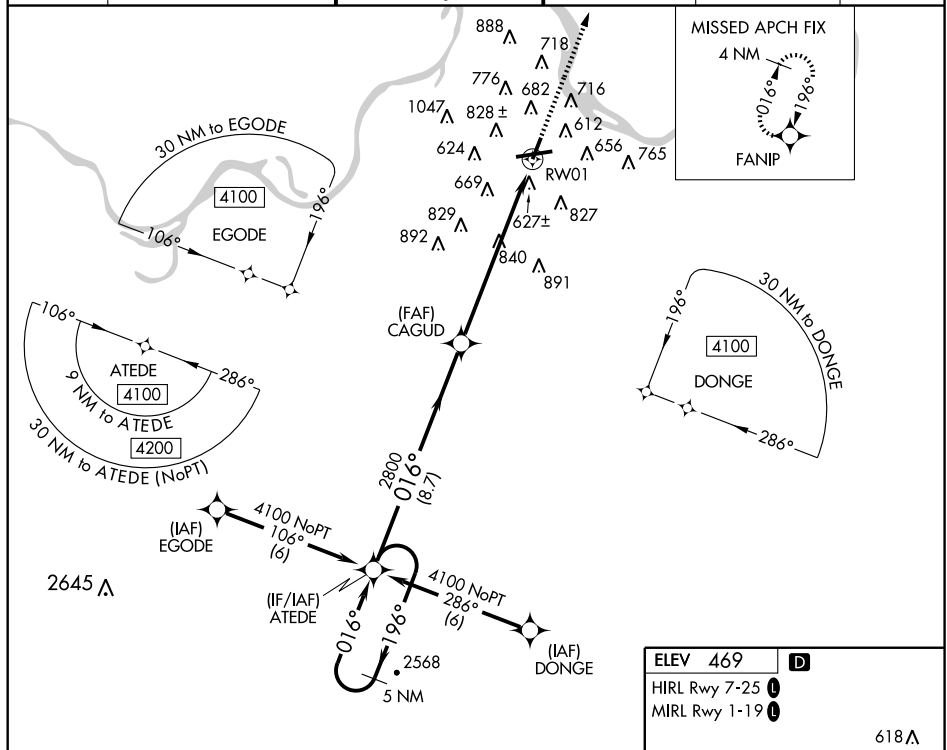 888
718
776
682
716
1047
828 ±
612
624
656
765
RW01
669
627±
827
829
892
840
891
MISSED APCH FIX
4 NM
016°
196°
FANIP
30 NM to EGODE
4100
EGODE
106°
196°
106°
ATEDE
4100
286°
9 NM to ATEDE
4200
30 NM to ATEDE (NoPT)
(FAF)
CAGUD
196°
30 NM to DONGE
4100
DONGE
286°
2800
016°
(8.7)
(IAF)
EGODE
4100 NoPT
106°
(6)
2645
(IF/IAF)
ATEDE
4100 NoPT
286°
(6)
(IAF)
DONGE
016°
196°
2568
5 NM
ELEV 469 D
HIRL Rwy 7-25 L
MIRL Rwy 1-19 L
618